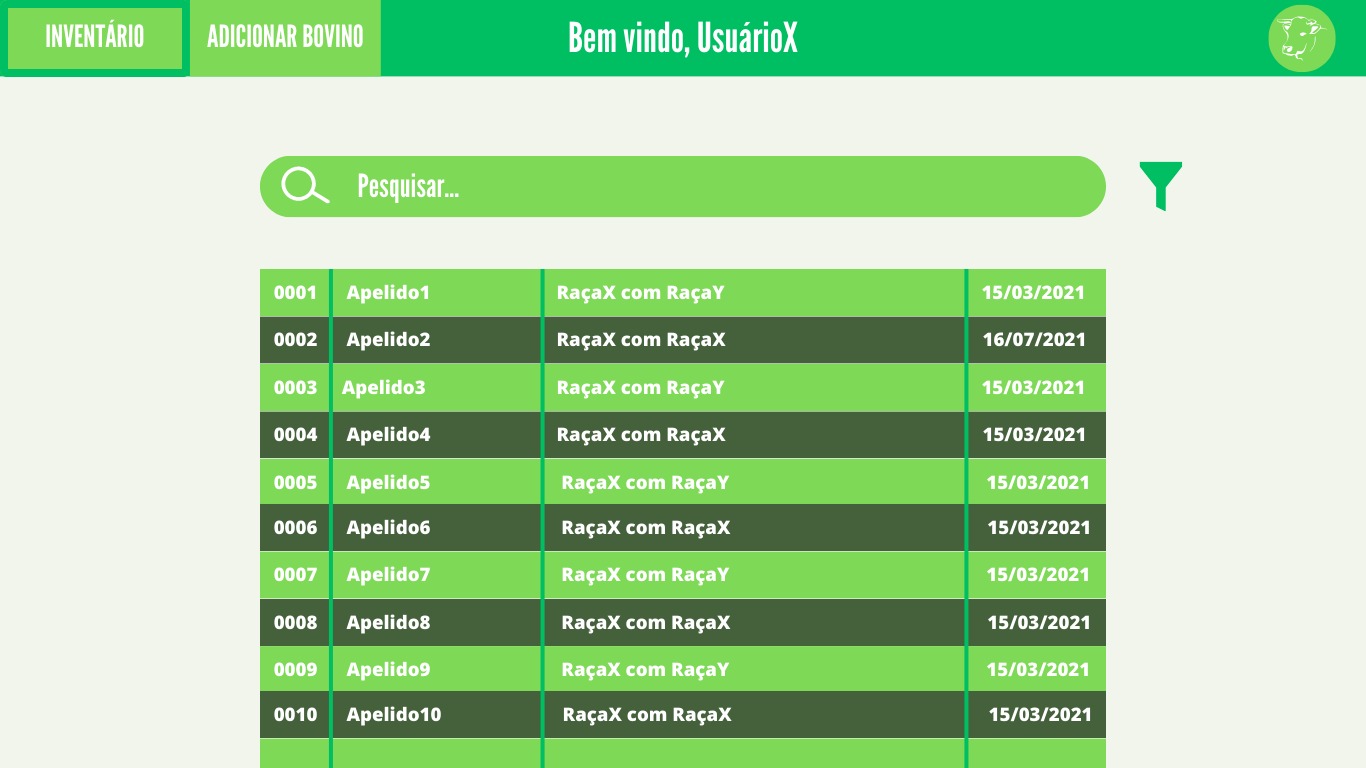 INVENTÁRIO
ADICIONAR BOVINO
Bem vindo, UsuárioX
Pesquisar...
0001 Apelido1 RaçaX com RaçaY 15/03/2021
0002 Apelido2 RaçaX com RaçaX 16/07/2021
0003 Apelido3 RaçaX com RaçaY 15/03/2021
0004 Apelido4 RaçaX com RaçaX 15/03/2021
0005 Apelido5 RaçaX com RaçaY 15/03/2021
0006 Apelido6 RaçaX com RaçaX 15/03/2021
0007 Apelido7 RaçaX com RaçaY 15/03/2021
0008 Apelido8 RaçaX com RaçaX 15/03/2021
0009 Apelido9 RaçaX com RaçaY 15/03/2021
0010 Apelido10 RaçaX com RaçaX 15/03/2021